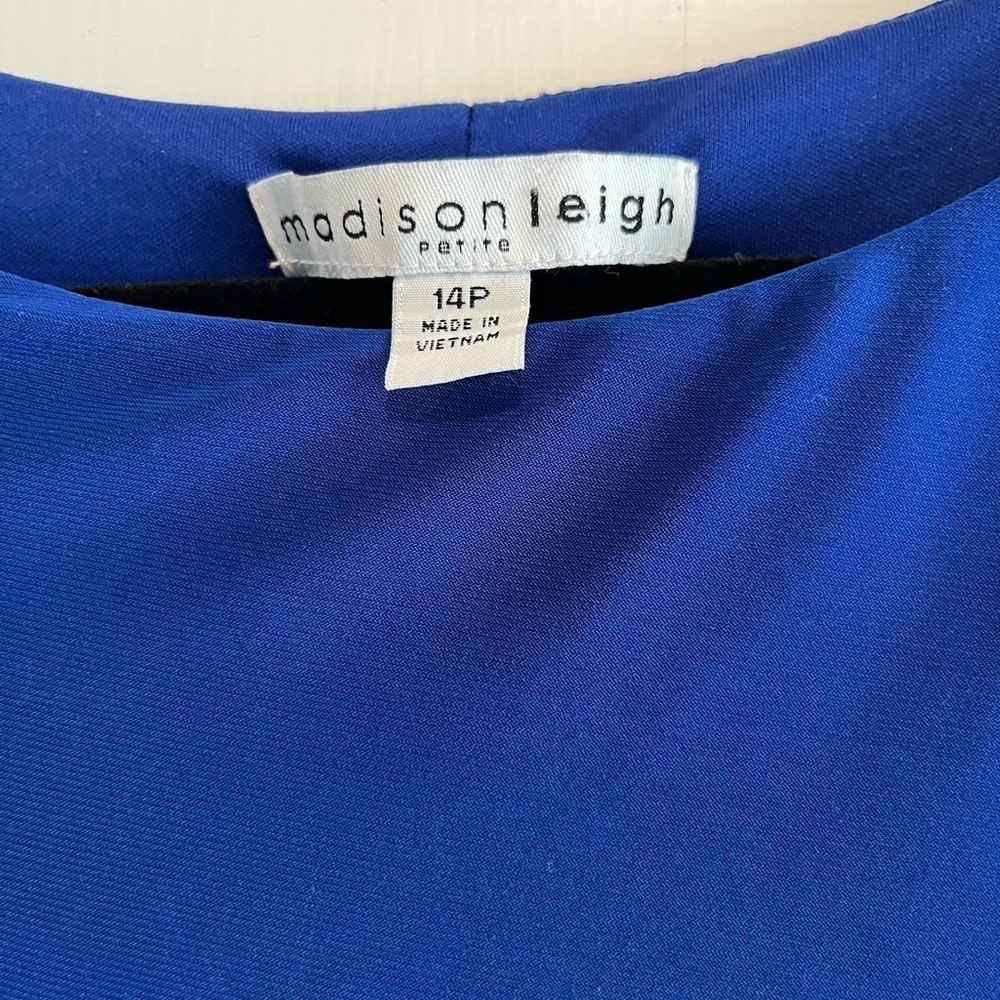 madison leigh
Petite
14P
MADE IN
VIETNAM